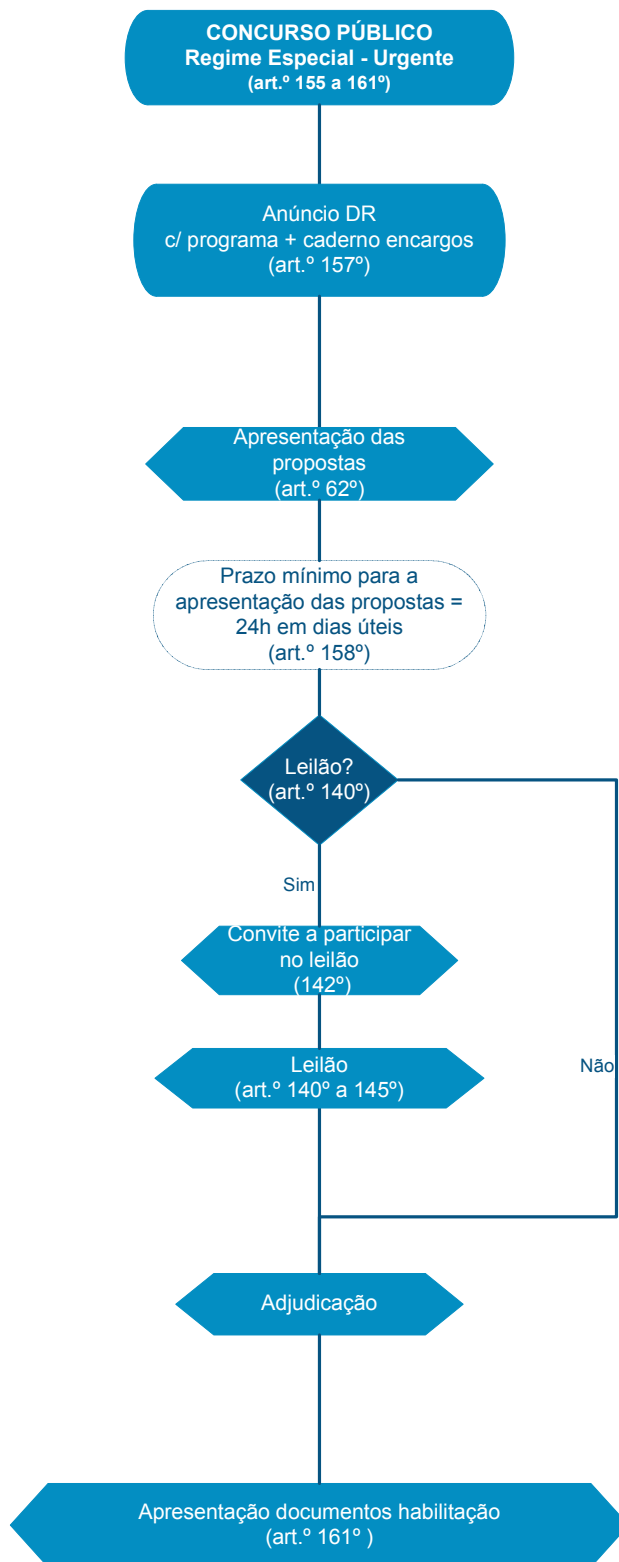 CONCURSO PÚBLICO
Regime Especial - Urgente
(art.º 155 a 161º)
Anúncio DR
c/ programa + caderno encargos
(art.º 157º)
Apresentação das
propostas
(art.º 62º)
Prazo mínimo para a
apresentação das propostas =
24h em dias úteis
(art.º 158º)
Leilão?
(art.º 140º)
Sim
Convite a participar
no leilão
(142º)
Leilão
(art.º 140º a 145º)
Não
Adjudicação
Apresentação documentos habilitação
(art.º 161º )